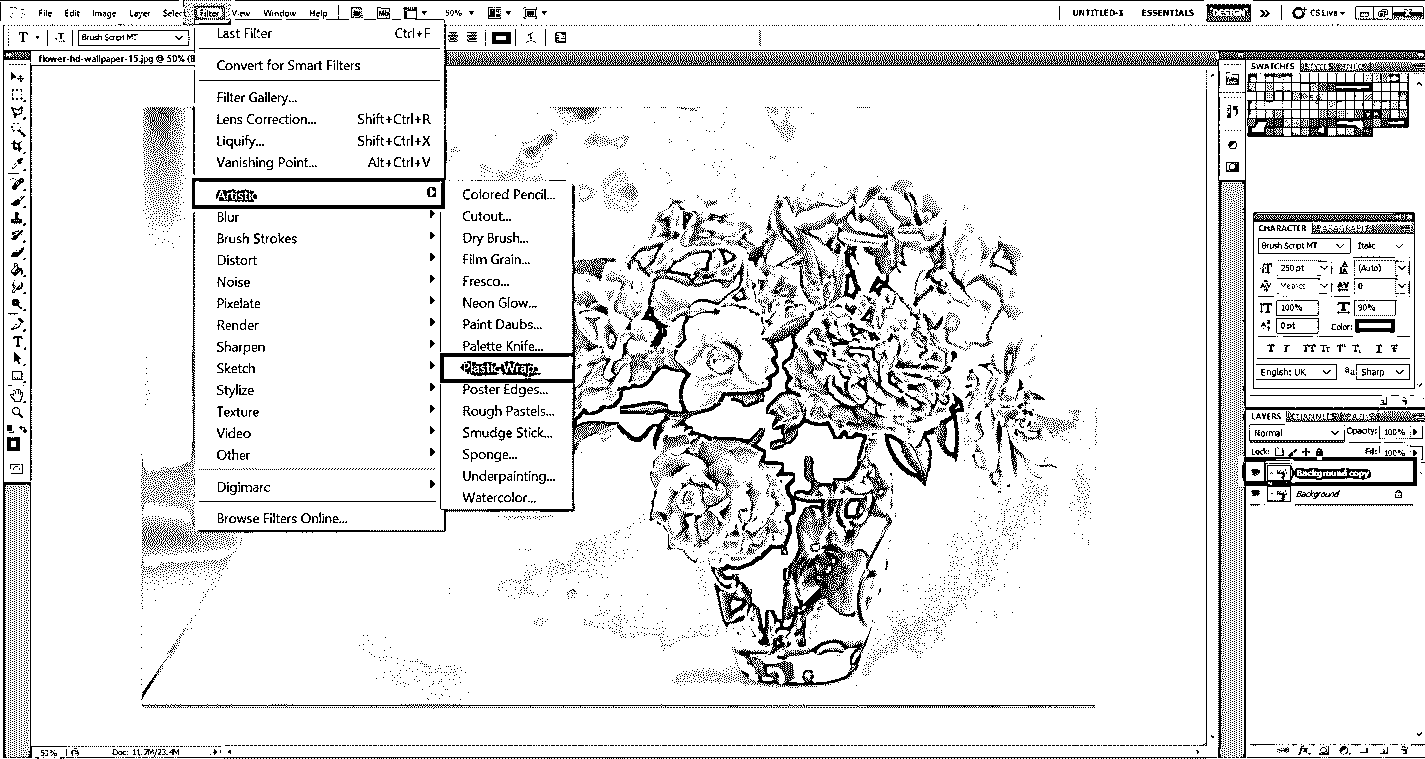 File Edit Image Layer Select Filter View Window Help Mb 50% UNTITLED-1 ESSENTIALS DESIGN CS Live
Brush Script MT
flower-hd-wallpaper-15.jpg @ 50%
Last Filter Ctrl+F
Convert for Smart Filters
Filter Gallery...
Lens Correction... Shift+Ctrl+R
Liquify... Shift+Ctrl+X
Vanishing Point... Alt+Ctrl+V
Artistic
Blur
Brush Strokes
Distort
Noise
Pixelate
Render
Sharpen
Sketch
Stylize
Texture
Video
Other
Digimarc
Browse Filters Online...
Colored Pencil...
Cutout...
Dry Brush...
Film Grain...
Fresco...
Neon Glow...
Paint Daubs...
Palette Knife...
Plastic Wrap...
Poster Edges...
Rough Pastels...
Smudge Stick...
Sponge...
Underpainting...
Watercolor...
SWATCHES
CHARACTER PARAGRAPH
Brush Script MT Italic
250 pt (Auto)
Metrics 0
100% 90%
0 pt Color:
English: UK Sharp
LAYERS CHANNELS
Normal Opacity: 100%
Lock: Fill: 100%
Background copy
Background
50% Doc: 11.7M/23.4M